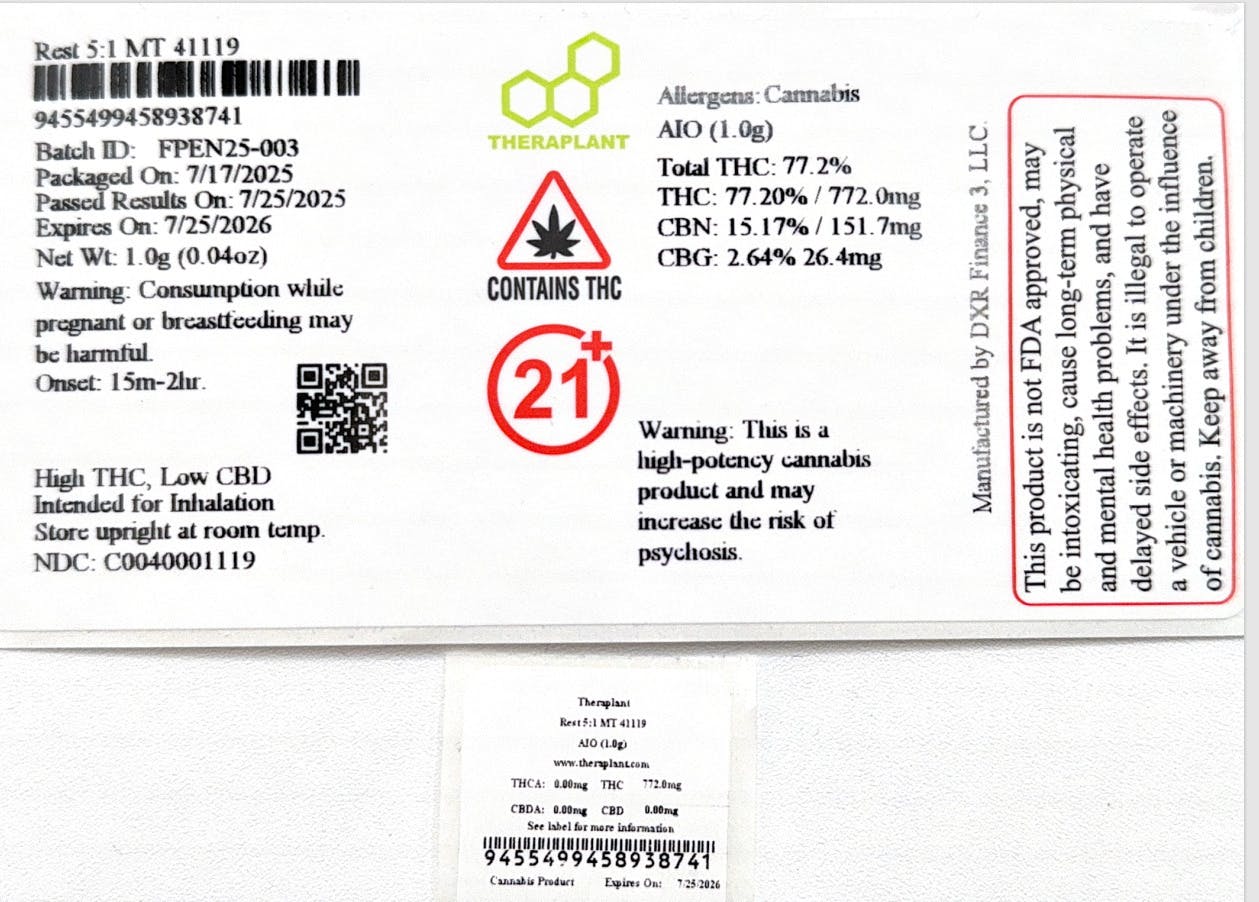 Rest 5:1 MT 41119
9455499458938741
Batch ID: FPEN25-003
Packaged On: 7/17/2025
Passed Results On: 7/25/2025
Expires On: 7/25/2026
Net Wt: 1.0g (0.04oz)
Warning: Consumption while
pregnant or breastfeeding may
be harmful.
Onset: 15m-2hr.
High THC, Low CBD
Intended for Inhalation
Store upright at room temp.
NDC: C0040001119
THERAPLANT
CONTAINS THC
21+
Allergens: Cannabis
AIO (1.0g)
Total THC: 77.2%
THC: 77.20% / 772.0mg
CBN: 15.17% / 151.7mg
CBG: 2.64% 26.4mg
Warning: This is a
high-potency cannabis
product and may
increase the risk of
psychosis.
Manufactured by DXR Finance 3, LLC.
This product is not FDA approved, may
be intoxicating, cause long-term physical
and mental health problems, and have
delayed side effects. It is illegal to operate
a vehicle or machinery under the influence
of cannabis. Keep away from children.
Theraplant
Rest 5:1 MT 41119
AIO (1.0g)
www.theraplant.com
THCA: 0.00mg THC 772.0mg
CBDA: 0.00mg CBD 0.00mg
See label for more information
9455499458938741
Cannabis Product Expires On: 7/25/2026